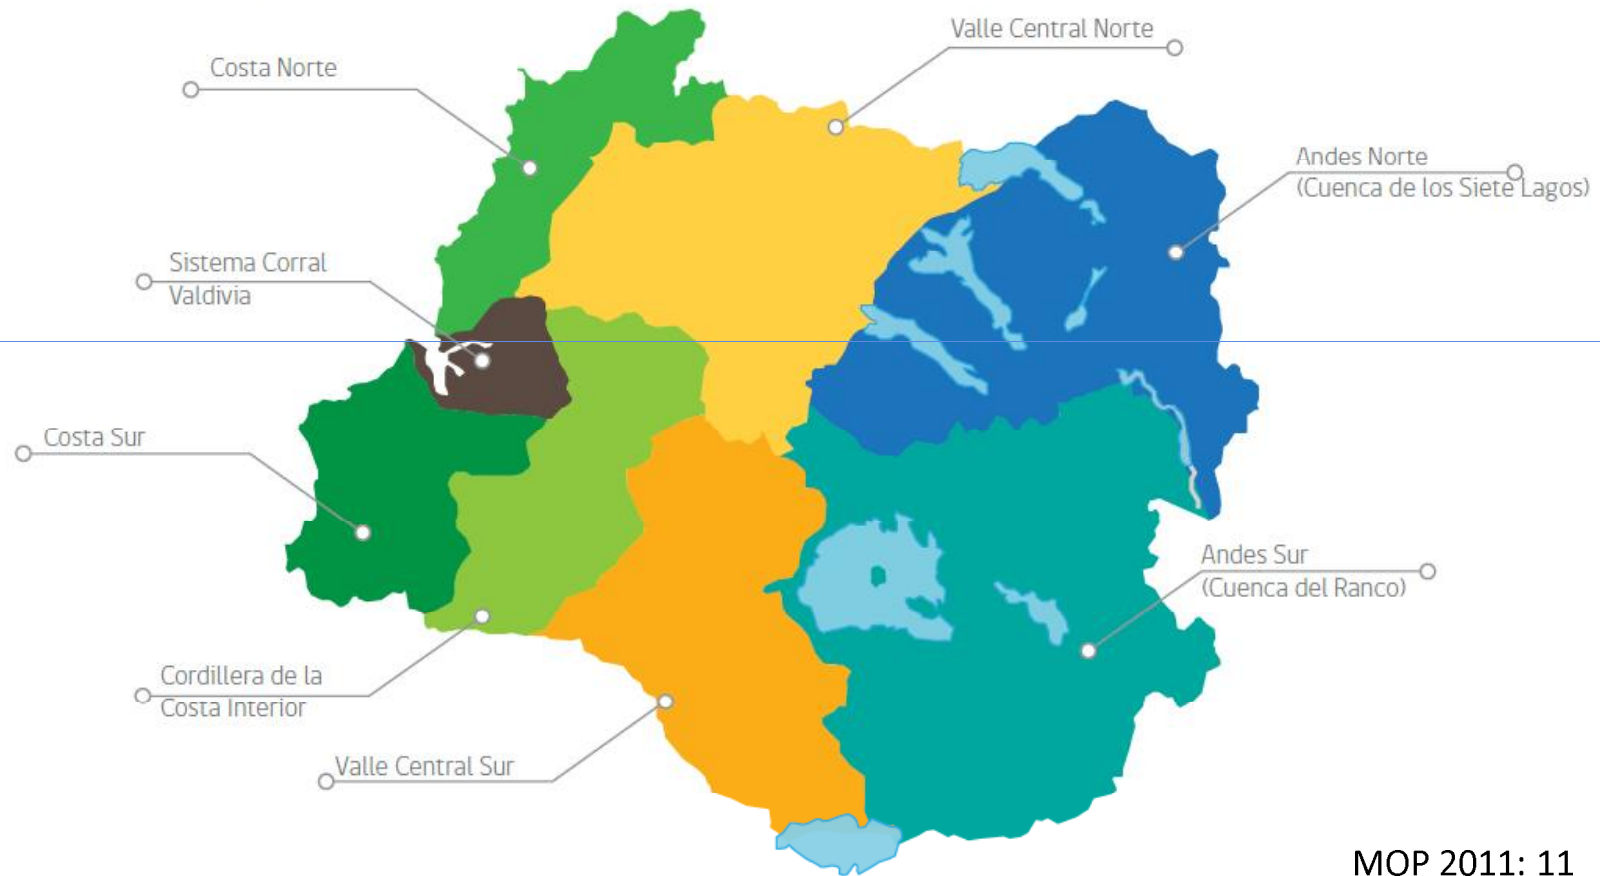 Valle Central Norte
Costa Norte
Andes Norte
(Cuenca de los Siete Lagos)
Sistema Corral
Valdivia
Costa Sur
Andes Sur
(Cuenca del Ranco)
Cordillera de la
Costa Interior
Valle Central Sur
MOP 2011: 11